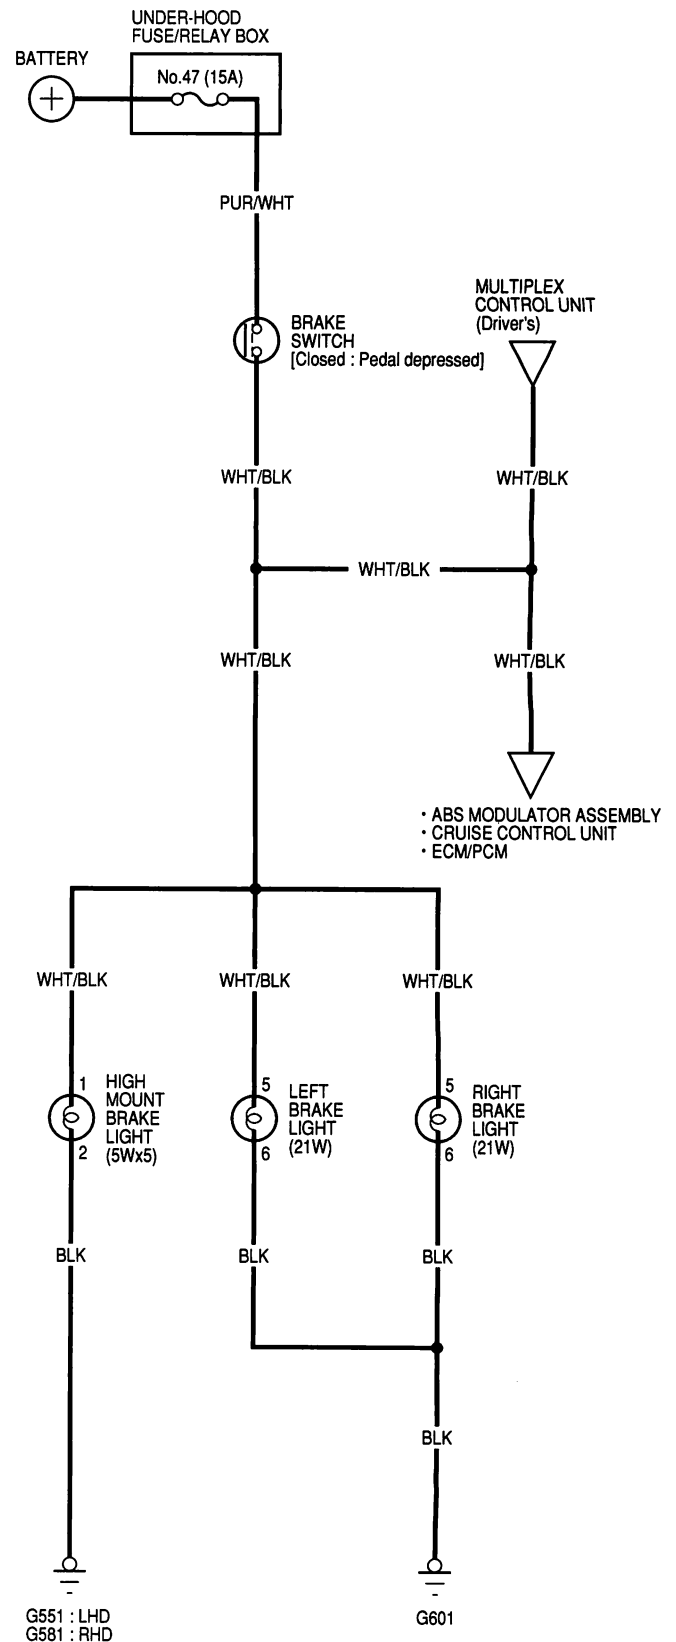 UNDER-HOOD
FUSE/RELAY BOX
BATTERY
No.47 (15A)
PUR/WHT
BRAKE
SWITCH
[Closed : Pedal depressed]
MULTIPLEX
CONTROL UNIT
(Driver's)
WHT/BLK
WHT/BLK
WHT/BLK
WHT/BLK
WHT/BLK
• ABS MODULATOR ASSEMBLY
• CRUISE CONTROL UNIT
• ECM/PCM
WHT/BLK
WHT/BLK
WHT/BLK
1
2
HIGH
MOUNT
BRAKE
LIGHT
(5Wx5)
5
6
LEFT
BRAKE
LIGHT
(21W)
5
6
RIGHT
BRAKE
LIGHT
(21W)
BLK
BLK
BLK
BLK
G551 : LHD
G581 : RHD
G601